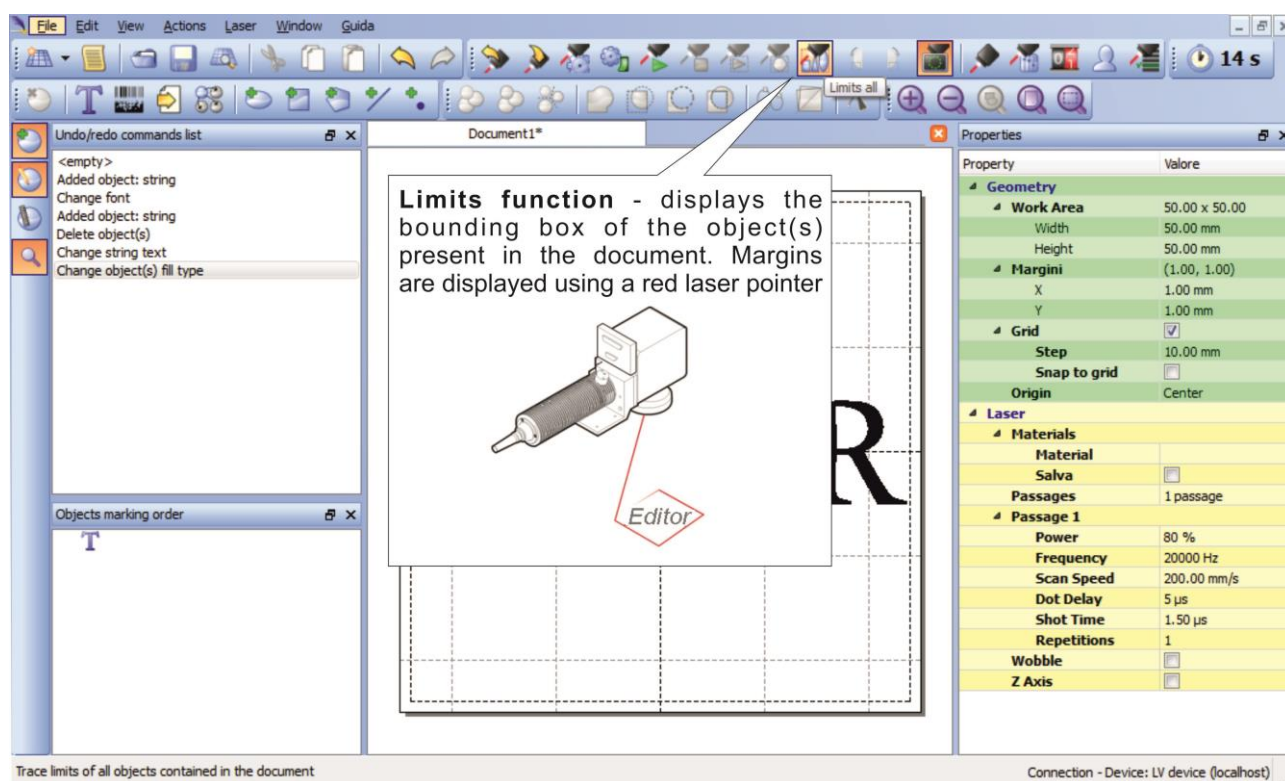 File Edit View Actions Laser Window Guida
14 s
Limits all
Undo/redo commands list
<empty>
Added object: string
Change font
Added object: string
Delete object(s)
Change string text
Change object(s) fill type
Objects marking order
T
Document1*
Limits function - displays the
bounding box of the object(s)
present in the document. Margins
are displayed using a red laser pointer
Editor
R
Properties
Property Valore
Geometry
Work Area 50.00 x 50.00
Width 50.00 mm
Height 50.00 mm
Margini (1.00, 1.00)
X 1.00 mm
Y 1.00 mm
Grid
Step 10.00 mm
Snap to grid
Origin Center
Laser
Materials
Material
Salva
Passages 1 passage
Passage 1
Power 80 %
Frequency 20000 Hz
Scan Speed 200.00 mm/s
Dot Delay 5 µs
Shot Time 1.50 µs
Repetitions 1
Wobble
Z Axis
Trace limits of all objects contained in the document
Connection - Device: LV device (localhost)